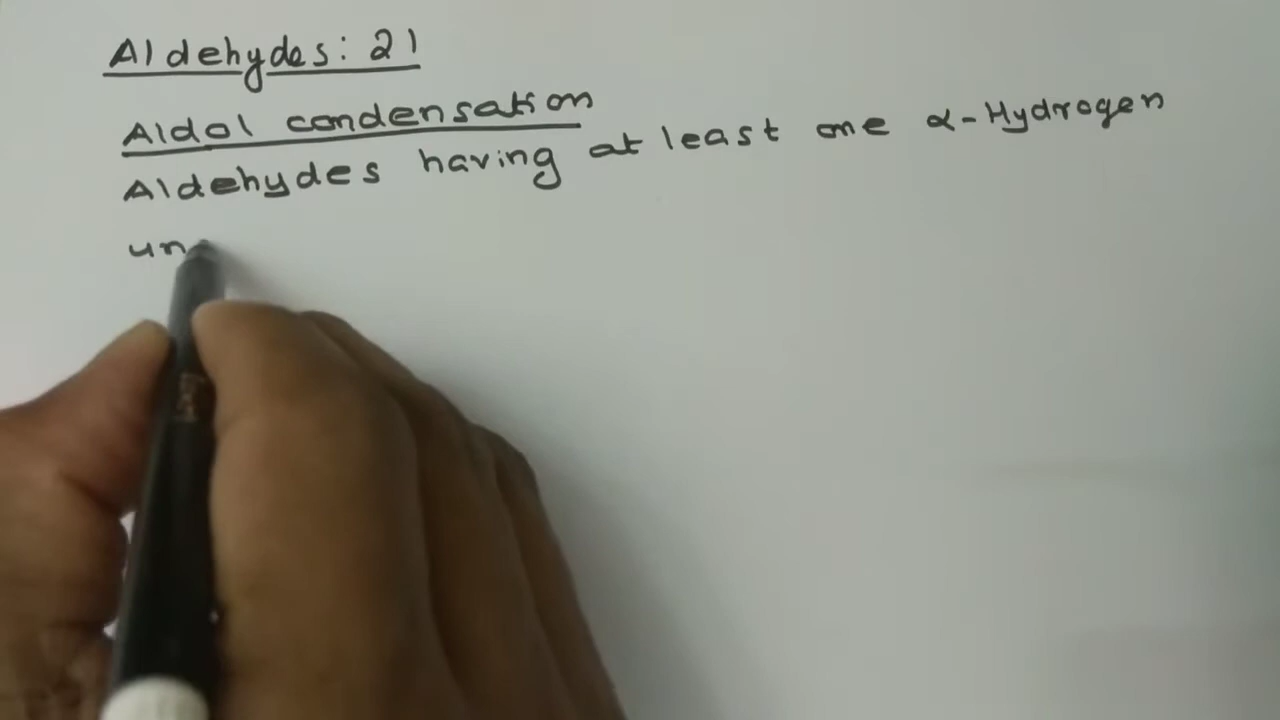 Aldehydes: 21
Aldol condensation
Aldehydes having at least one α-Hydrogen
un